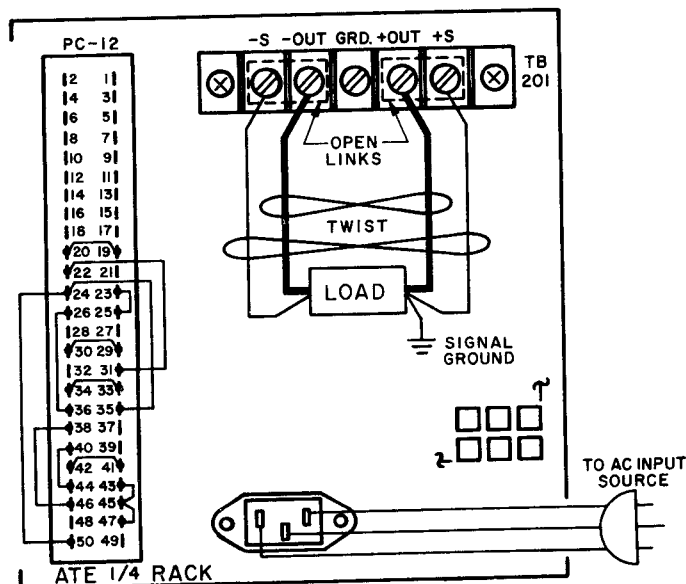 PC-12
2 1
4 3
6 5
8 7
10 9
12 11
14 13
16 15
18 17
20 19
22 21
24 23
26 25
28 27
30 29
32 31
34 33
36 35
38 37
40 39
42 41
44 43
46 45
48 47
50 49
-S -OUT GRD. +OUT +S
TB
201
OPEN
LINKS
TWIST
LOAD
SIGNAL
GROUND
TO AC INPUT
SOURCE
ATE 1/4 RACK